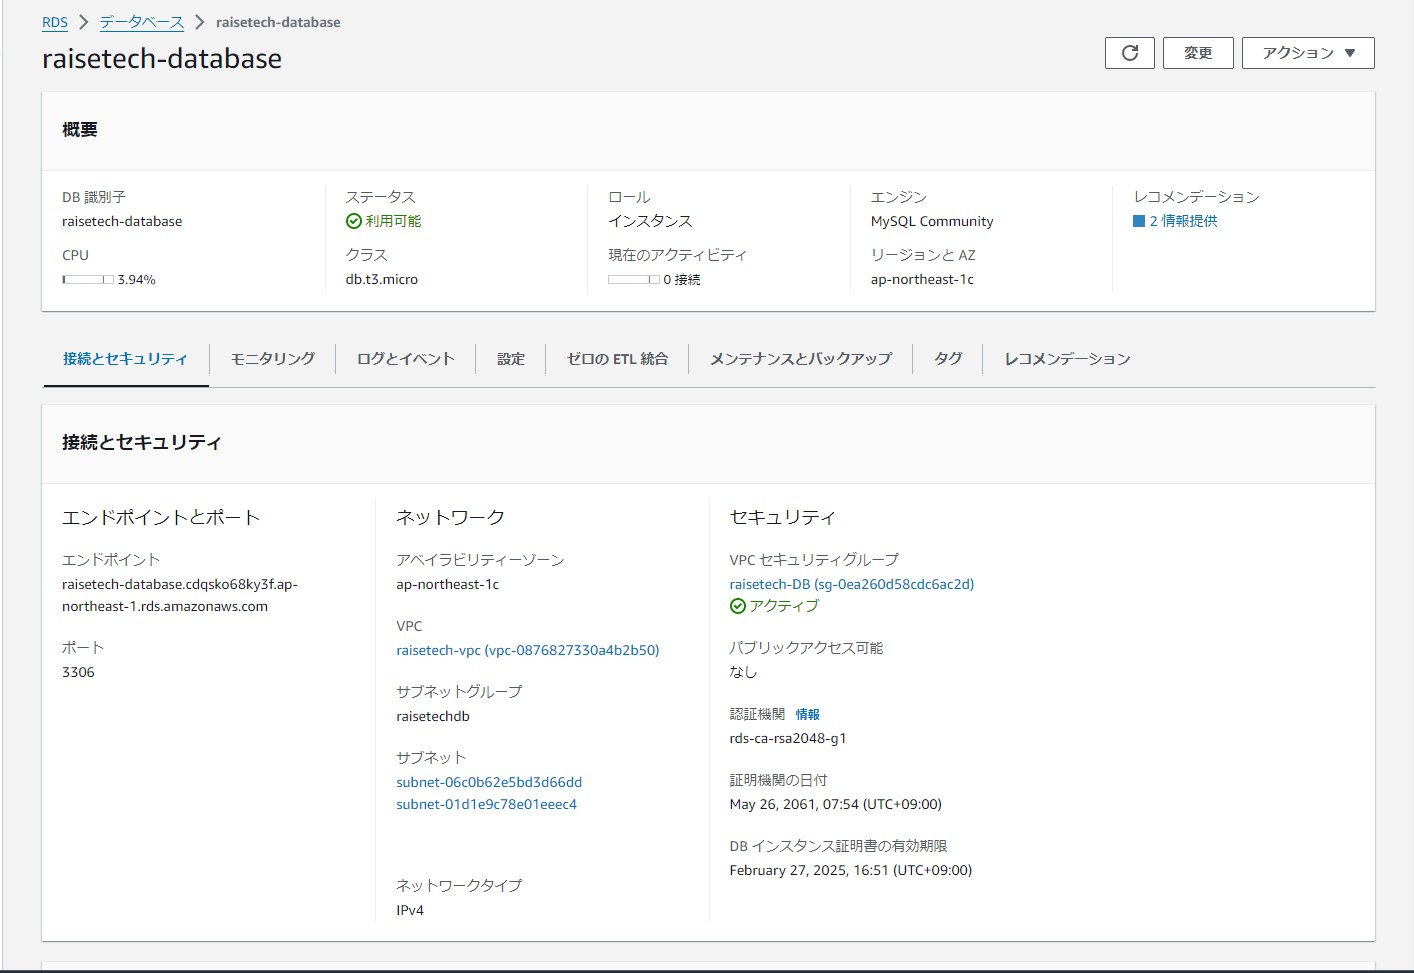 RDS > データベース > raisetech-database
raisetech-database
変更
アクション ▼
概要
DB 識別子
raisetech-database
CPU
3.94%
ステータス
利用可能
クラス
db.t3.micro
ロール
インスタンス
現在のアクティビティ
0 接続
エンジン
MySQL Community
リージョンと AZ
ap-northeast-1c
レコメンデーション
2 情報提供
接続とセキュリティ
モニタリング
ログとイベント
設定
ゼロの ETL 統合
メンテナンスとバックアップ
タグ
レコメンデーション
接続とセキュリティ
エンドポイントとポート
エンドポイント
raisetech-database.cdqsko68ky3f.ap-
northeast-1.rds.amazonaws.com
ポート
3306
ネットワーク
アベイラビリティーゾーン
ap-northeast-1c
VPC
raisetech-vpc (vpc-0876827330a4b2b50)
サブネットグループ
raisetechdb
サブネット
subnet-06c0b62e5bd3d66dd
subnet-01d1e9c78e01eeec4
ネットワークタイプ
IPv4
セキュリティ
VPC セキュリティグループ
raisetech-DB (sg-0ea260d58cdc6ac2d)
アクティブ
パブリックアクセス可能
なし
認証機関 情報
rds-ca-rsa2048-g1
証明機関の日付
May 26, 2061, 07:54 (UTC+09:00)
DB インスタンス証明書の有効期限
February 27, 2025, 16:51 (UTC+09:00)